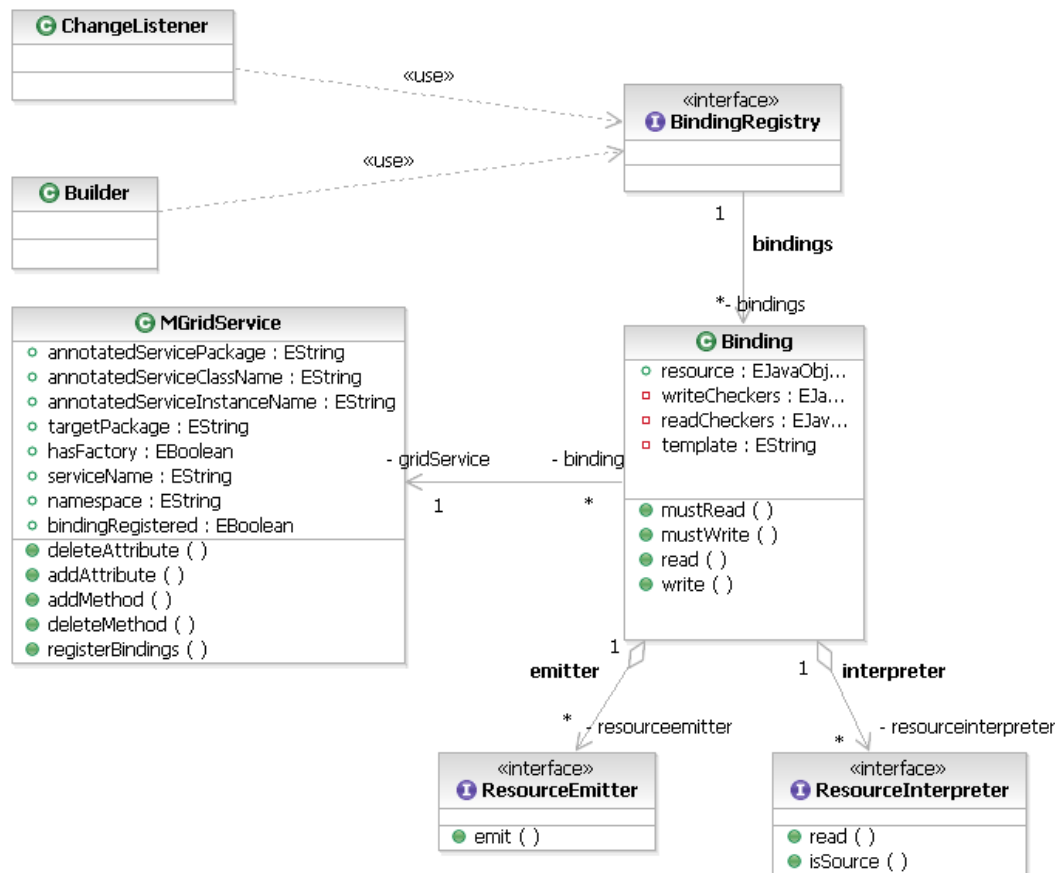 ChangeListener
«use»
«interface»
BindingRegistry
«use»
Builder
1
bindings
*- bindings
MGridService
annotatedServicePackage : EString
annotatedServiceClassName : EString
annotatedServiceInstanceName : EString
targetPackage : EString
hasFactory : EBoolean
serviceName : EString
namespace : EString
bindingRegistered : EBoolean
deleteAttribute ( )
addAttribute ( )
addMethod ( )
deleteMethod ( )
registerBindings ( )
- gridService
- binding
1
*
Binding
resource : EJavaObj...
writeCheckers : EJa...
readCheckers : EJav...
template : EString
mustRead ( )
mustWrite ( )
read ( )
write ( )
1
emitter
1
interpreter
*
- resourceemitter
*
- resourceinterpreter
«interface»
ResourceEmitter
emit ( )
«interface»
ResourceInterpreter
read ( )
isSource ( )